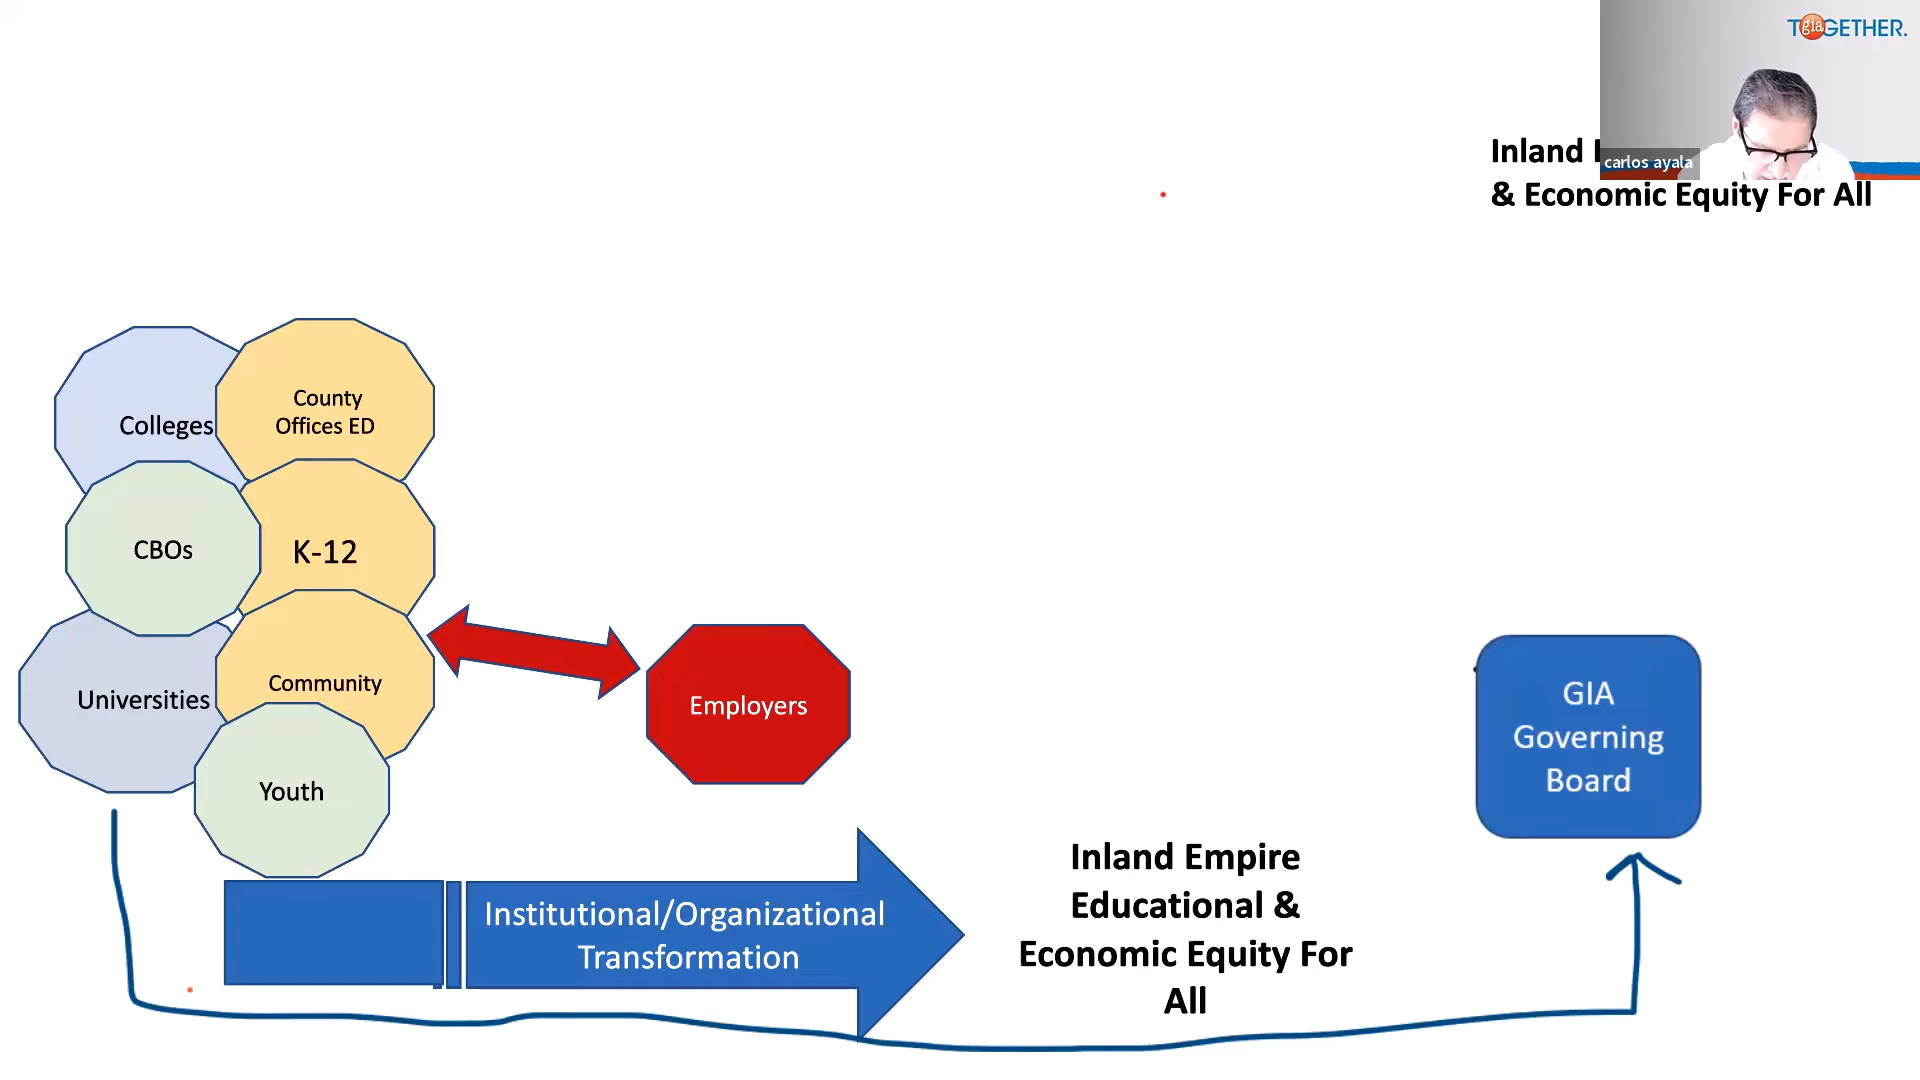 TOGETHER.
gia
carlos ayala
Inland
& Economic Equity For All
Colleges
County
Offices ED
CBOs
K-12
Universities
Community
Youth
Employers
GIA
Governing
Board
Institutional/Organizational
Transformation
Inland Empire
Educational &
Economic Equity For
All